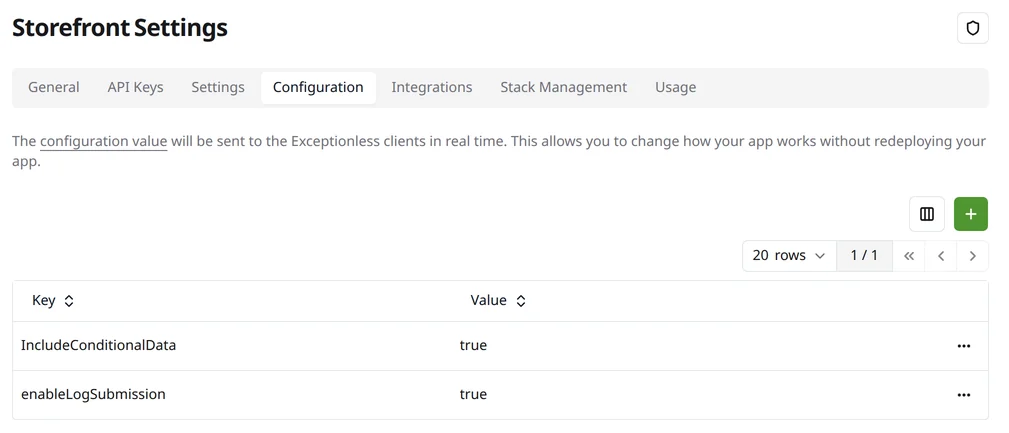 Storefront Settings
General API Keys Settings Configuration Integrations Stack Management Usage
The configuration value will be sent to the Exceptionless clients in real time. This allows you to change how your app works without redeploying your
app.
20 rows 1 / 1
Key Value
IncludeConditionalData true
enableLogSubmission true